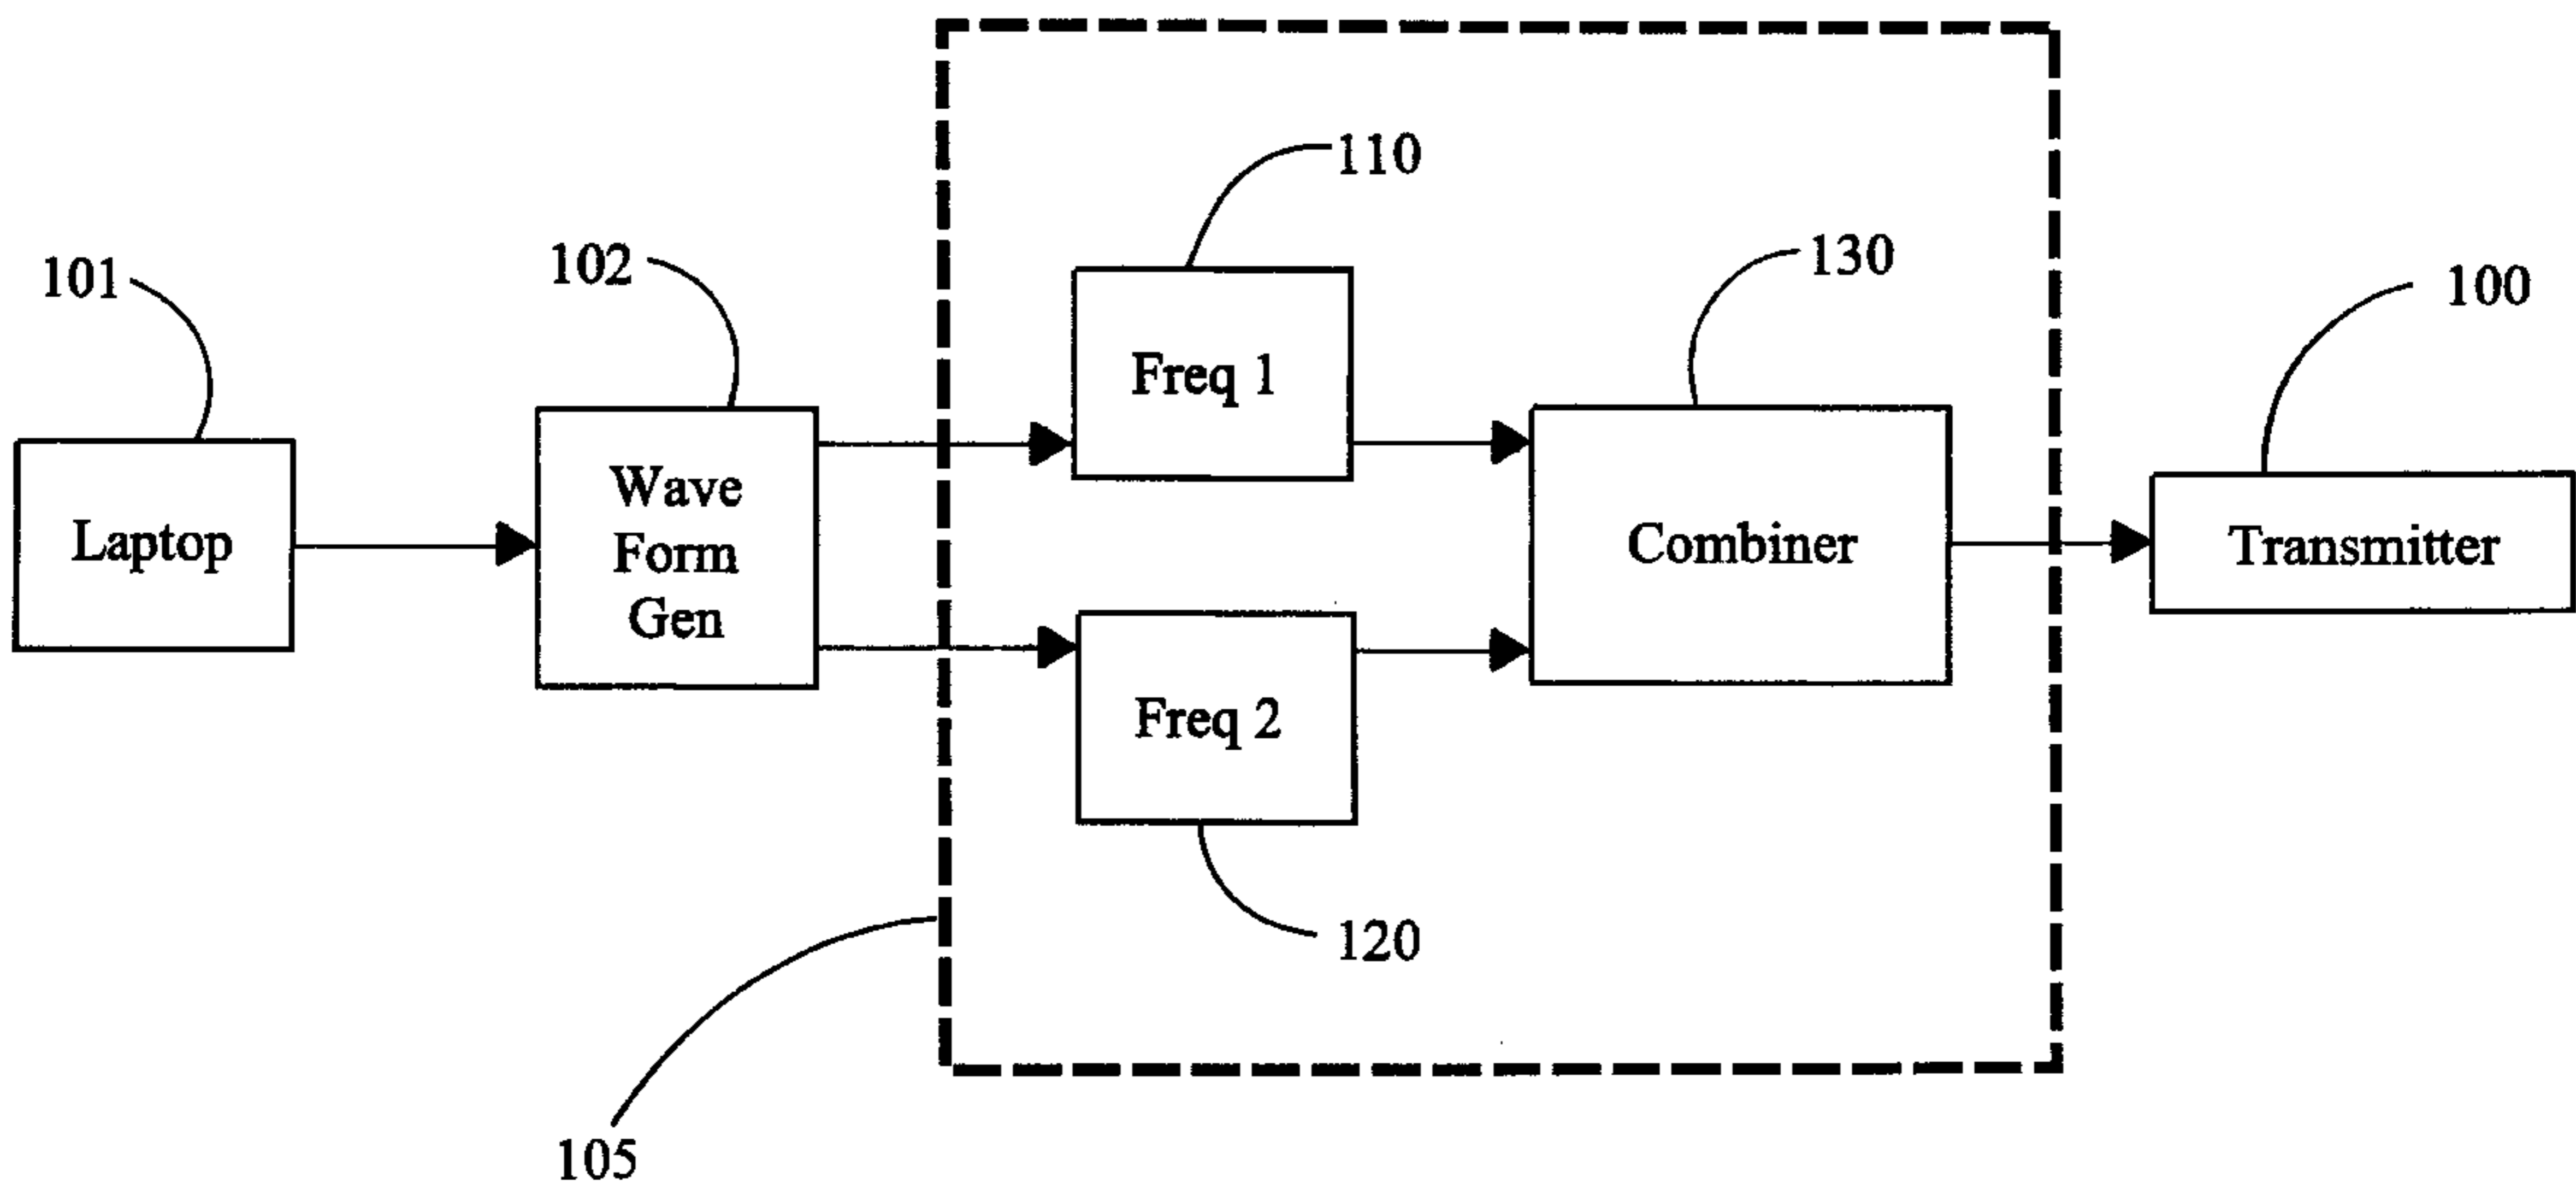 110
130
102
101
100
Freq 1
Wave
Form
Gen
Laptop
Combiner
Transmitter
Freq 2
120
105